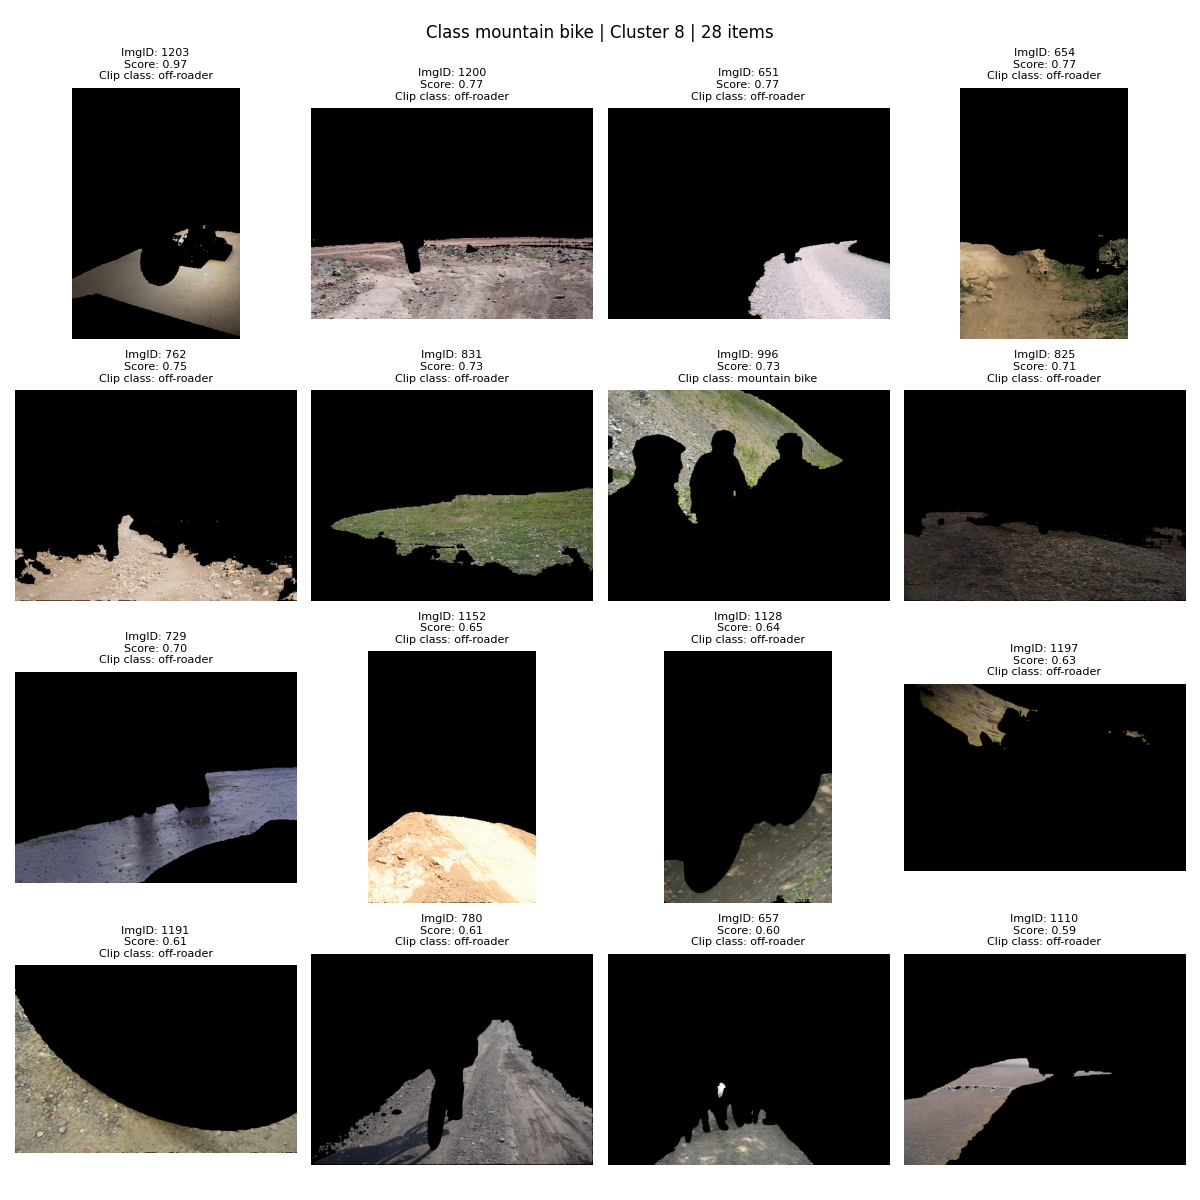 Class mountain bike | Cluster 8 | 28 items
ImgID: 1203
Score: 0.97
Clip class: off-roader
ImgID: 1200
Score: 0.77
Clip class: off-roader
ImgID: 651
Score: 0.77
Clip class: off-roader
ImgID: 654
Score: 0.77
Clip class: off-roader
ImgID: 762
Score: 0.75
Clip class: off-roader
ImgID: 831
Score: 0.73
Clip class: off-roader
ImgID: 996
Score: 0.73
Clip class: mountain bike
ImgID: 825
Score: 0.71
Clip class: off-roader
ImgID: 729
Score: 0.70
Clip class: off-roader
ImgID: 1152
Score: 0.65
Clip class: off-roader
ImgID: 1128
Score: 0.64
Clip class: off-roader
ImgID: 1197
Score: 0.63
Clip class: off-roader
ImgID: 1191
Score: 0.61
Clip class: off-roader
ImgID: 780
Score: 0.61
Clip class: off-roader
ImgID: 657
Score: 0.60
Clip class: off-roader
ImgID: 1110
Score: 0.59
Clip class: off-roader